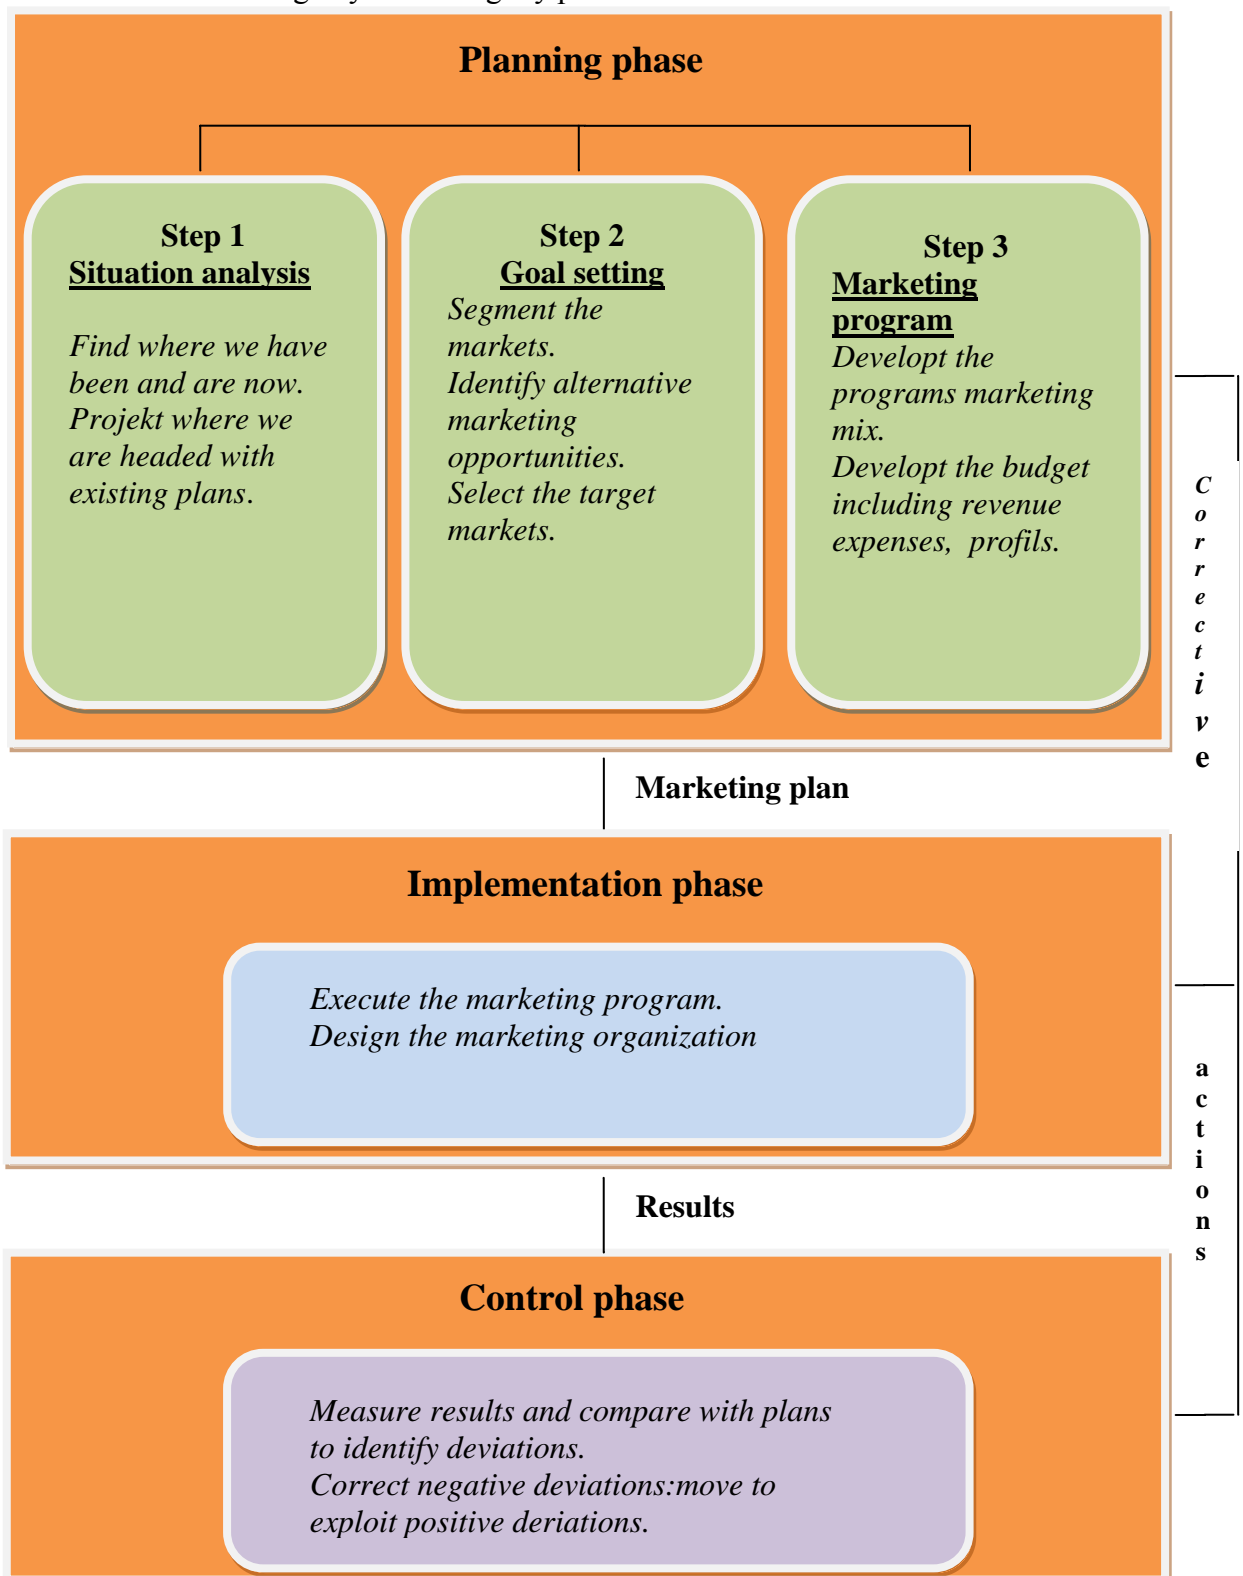 Planning phase
Step 1
Situation analysis
Find where we have
been and are now.
Projekt where we
are headed with
existing plans.
Step 2
Goal setting
Segment the
markets.
Identify alternative
marketing
opportunities.
Select the target
markets.
Step 3
Marketing
program
Developt the
programs marketing
mix.
Developt the budget
including revenue
expenses, profils.
Corrective
Marketing plan
Implementation phase
Execute the marketing program.
Design the marketing organization
actions
Results
Control phase
Measure results and compare with plans
to identify deviations.
Correct negative deviations:move to
exploit positive deriations.